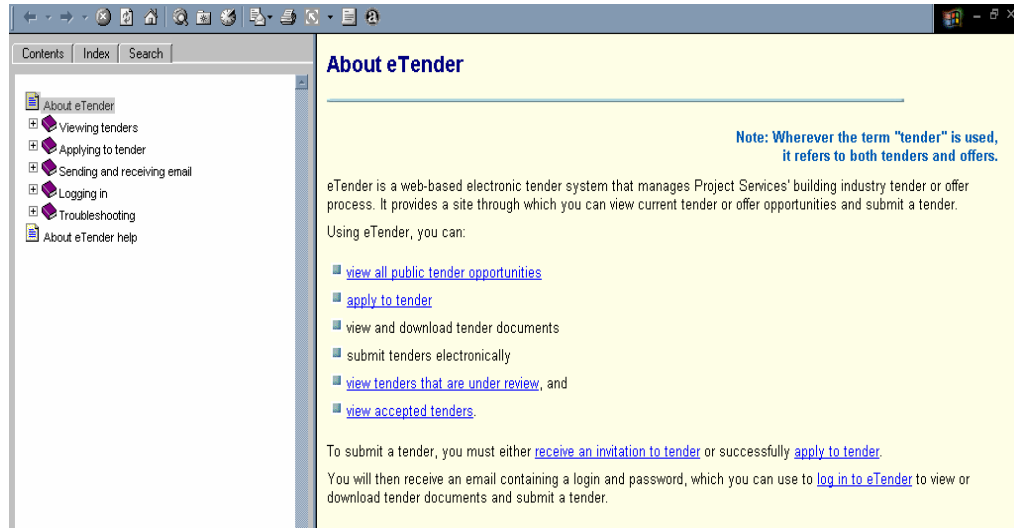 Contents Index Search
About eTender
Viewing tenders
Applying to tender
Sending and receiving email
Logging in
Troubleshooting
About eTender help
About eTender
Note: Wherever the term "tender" is used,
it refers to both tenders and offers.
eTender is a web-based electronic tender system that manages Project Services' building industry tender or offer
process. It provides a site through which you can view current tender or offer opportunities and submit a tender.
Using eTender, you can:
view all public tender opportunities
apply to tender
view and download tender documents
submit tenders electronically
view tenders that are under review, and
view accepted tenders.
To submit a tender, you must either receive an invitation to tender or successfully apply to tender.
You will then receive an email containing a login and password, which you can use to log in to eTender to view or
download tender documents and submit a tender.